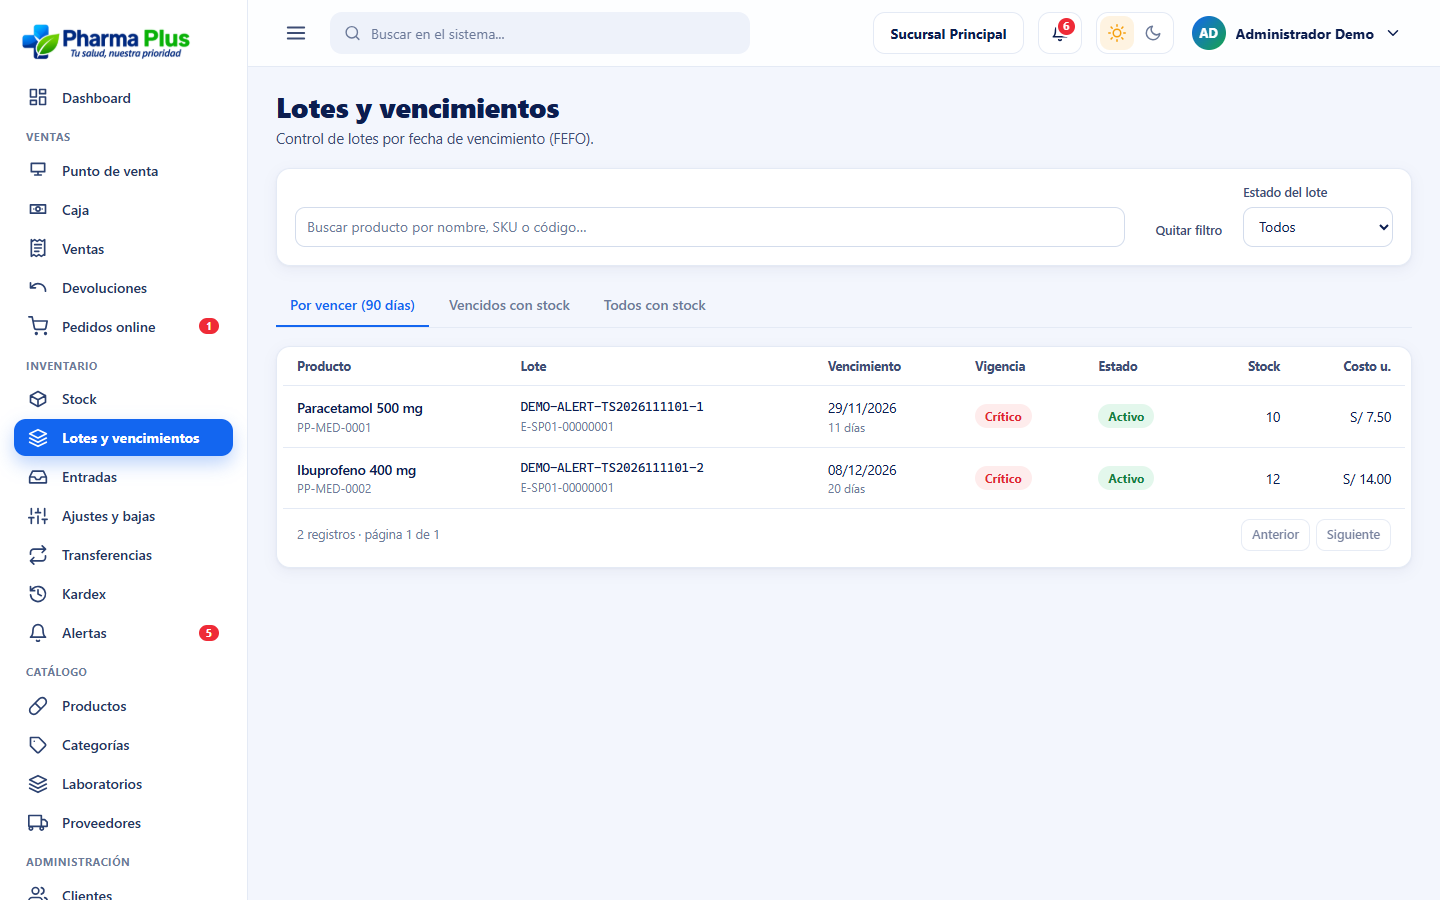 Pharma Plus
Tu salud, nuestra prioridad
Buscar en el sistema...
Sucursal Principal
6
AD
Administrador Demo
Dashboard
VENTAS
Punto de venta
Caja
Ventas
Devoluciones
Pedidos online
1
INVENTARIO
Stock
Lotes y vencimientos
Entradas
Ajustes y bajas
Transferencias
Kardex
Alertas
5
CATÁLOGO
Productos
Categorías
Laboratorios
Proveedores
ADMINISTRACIÓN
Clientes
Lotes y vencimientos
Control de lotes por fecha de vencimiento (FEFO).
Estado del lote
Buscar producto por nombre, SKU o código...
Quitar filtro
Todos
Por vencer (90 días)
Vencidos con stock
Todos con stock
Producto Lote Vencimiento Vigencia Estado Stock Costo u.
Paracetamol 500 mg DEMO-ALERT-TS2026111101-1 29/11/2026 Crítico Activo 10 S/ 7.50
PP-MED-0001 E-SP01-00000001 11 días
Ibuprofeno 400 mg DEMO-ALERT-TS2026111101-2 08/12/2026 Crítico Activo 12 S/ 14.00
PP-MED-0002 E-SP01-00000001 20 días
2 registros · página 1 de 1
Anterior
Siguiente